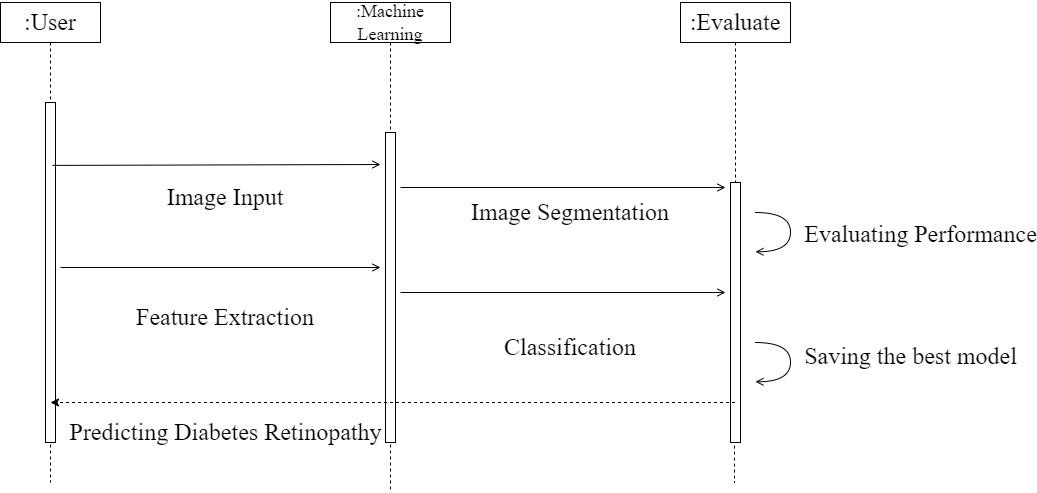 :User
:Machine
Learning
:Evaluate
Image Input
Image Segmentation
Evaluating Performance
Feature Extraction
Classification
Saving the best model
Predicting Diabetes Retinopathy